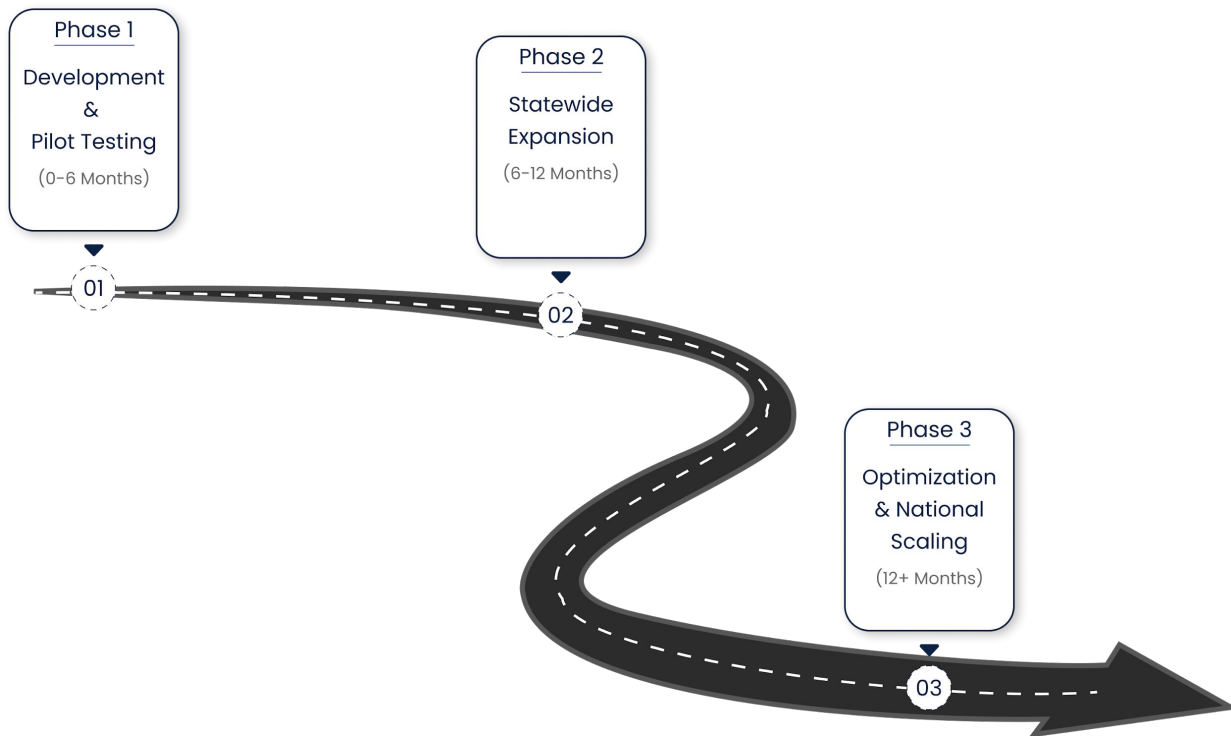 Phase 1
Development
&
Pilot Testing
(0-6 Months)
01
Phase 2
Statewide
Expansion
(6-12 Months)
02
Phase 3
Optimization
& National
Scaling
(12+ Months)
03